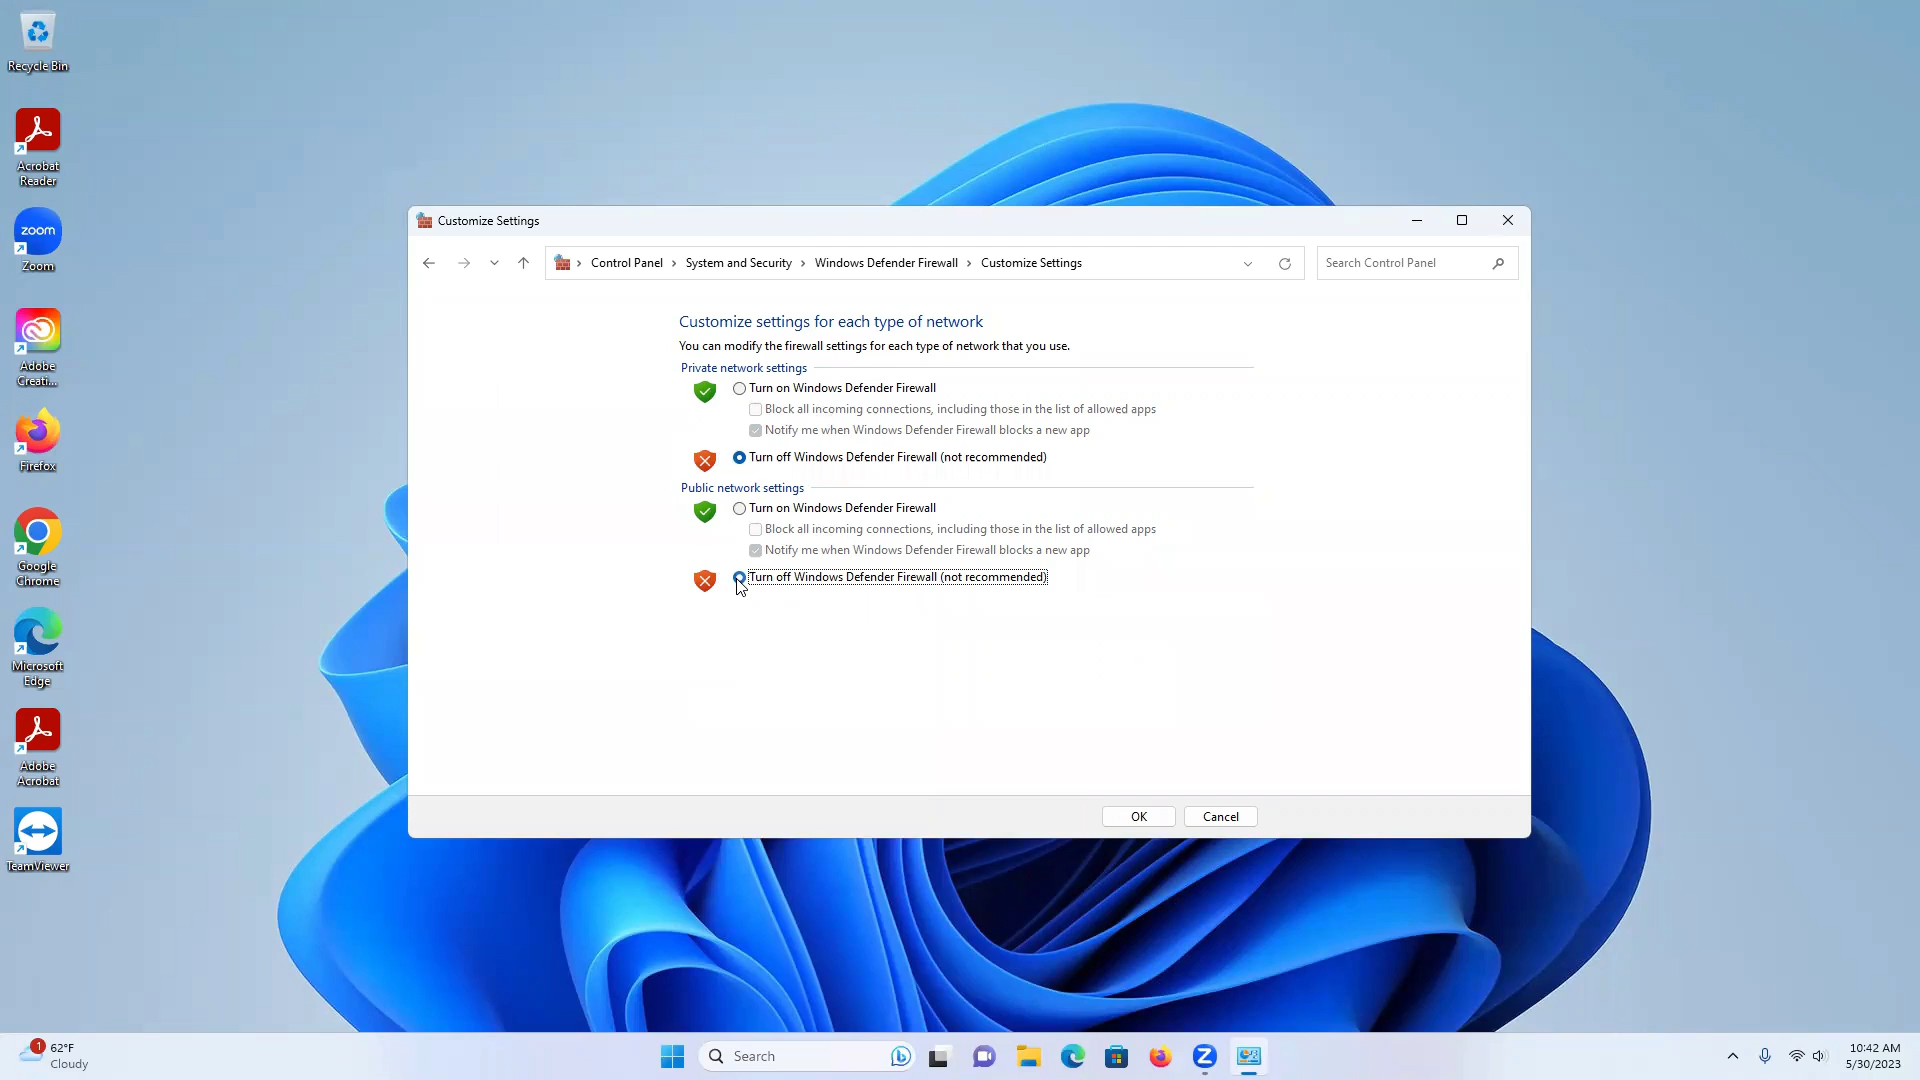 Recycle Bin
Acrobat
Reader
zoom
Zoom
Adobe
Creati...
Firefox
Google
Chrome
Microsoft
Edge
Adobe
Acrobat
TeamViewer
Customize Settings
Control Panel > System and Security > Windows Defender Firewall > Customize Settings
Search Control Panel
Customize settings for each type of network
You can modify the firewall settings for each type of network that you use.
Private network settings
Turn on Windows Defender Firewall
Block all incoming connections, including those in the list of allowed apps
Notify me when Windows Defender Firewall blocks a new app
Turn off Windows Defender Firewall (not recommended)
Public network settings
Turn on Windows Defender Firewall
Block all incoming connections, including those in the list of allowed apps
Notify me when Windows Defender Firewall blocks a new app
Turn off Windows Defender Firewall (not recommended)
OK
Cancel
1
62°F
Cloudy
Search
10:42 AM
5/30/2023